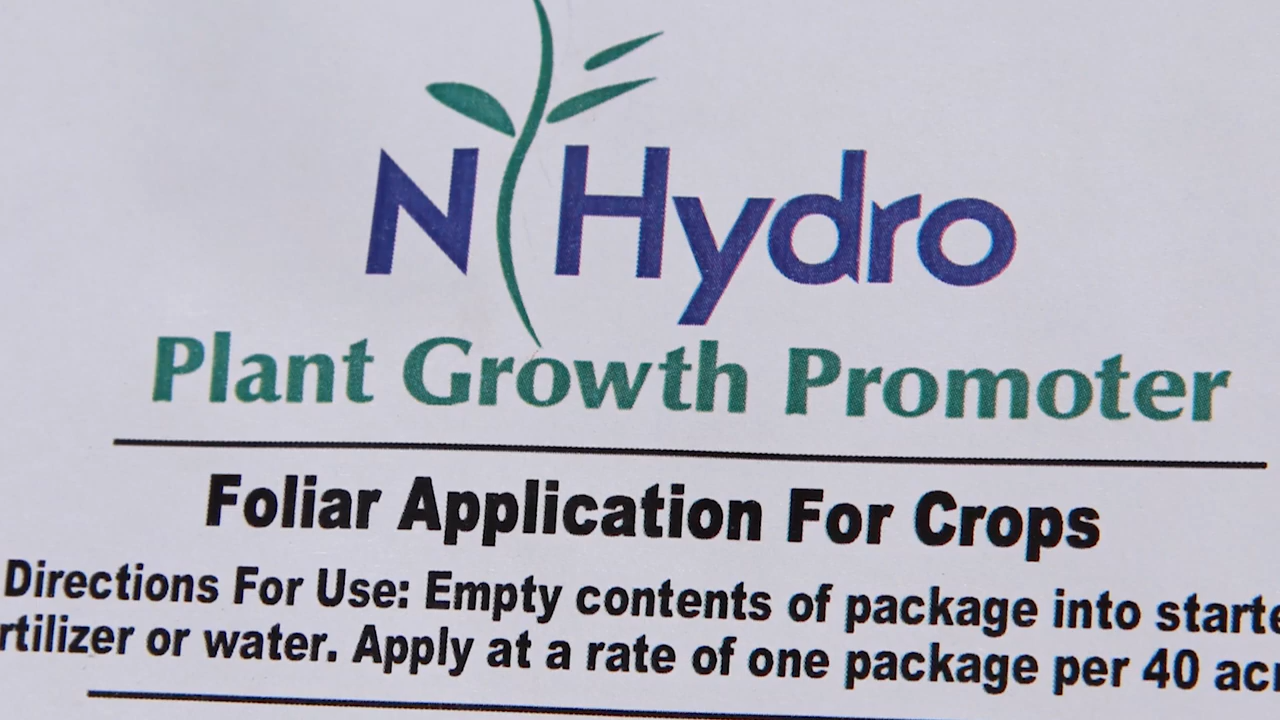 N Hydro
Plant Growth Promoter
Foliar Application For Crops
Directions For Use: Empty contents of package into
or water. Apply at a rate of one package per 40